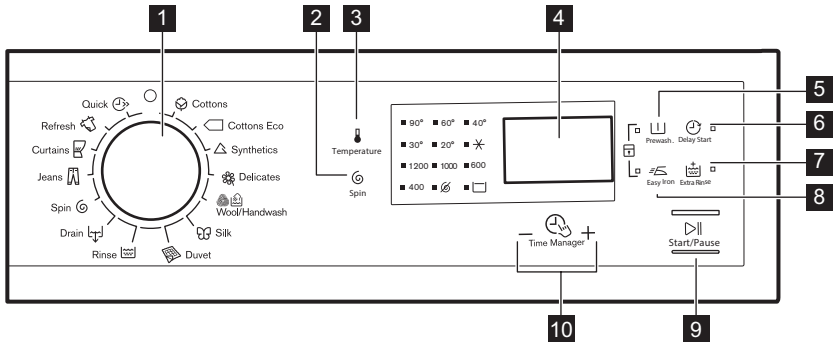 1
2
3
4
5
6
7
8
9
10
Quick
Refresh
Curtains
Jeans
Spin
Drain
Rinse
Cottons
Cottons Eco
Synthetics
Delicates
Wool/Handwash
Silk
Duvet
Temperature
Spin
90° 60° 40°
30° 20°
1200 1000 600
400
Time Manager
Prewash
Delay Start
Easy Iron
Extra Rinse
Start/Pause